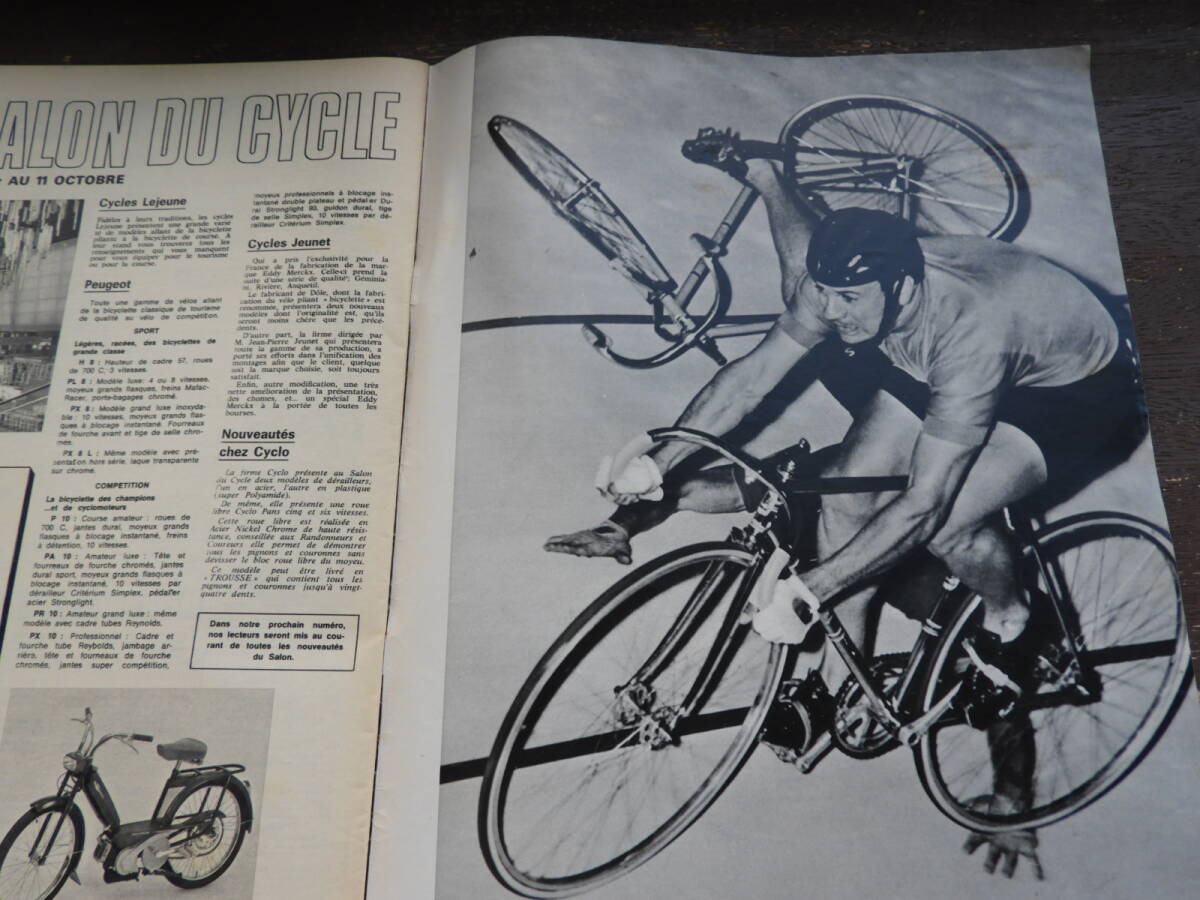 ALON DU CYCLE
AU 11 OCTOBRE
Cycles Lejeune
Fidèles à leurs traditions, les cycles
Lejeune présentent une grande varié
té de modèles allant de la bicyclette
pliante à la bicyclette de course. A
leur stand vous trouverez tous les
renseignements qui vous manquent
pour vous équiper pour le tourisme
ou pour la course.
Peugeot
Toute une gamme de vélos allant
de la bicyclette classique de tourisme
de qualité au vélo de compétition.
SPORT
Légères, racées, des bicyclettes de
grande classe
H 8 : Hauteur de cadre 57, roues
de 700 C, 3 vitesses.
PL 8 : Modèle luxe: 4 ou 8 vitesses,
moyeux grands flasques, freins Mafac-
Racer, porte-bagages chromé.
PX 8 : Modèle grand luxe inoxyda-
ble : 10 vitesses, moyeux grands flas-
ques à blocage instantané. Fourreaux
de fourche avant et tige de selle chro-
més.
PX 8 L : Même modèle avec pré-
sentation hors série, laque transparente
sur chrome.
COMPETITION
La bicyclette des champions
...et de cyclomoteurs
P 10 : Course amateur : roues de
700 C, jantes dural, moyeux grands
flasques à blocage instantané, freins
à détention, 10 vitesses.
PA 10 : Amateur luxe : Tête et
fourreaux de fourche chromés, jantes
dural sport, moyeux grands flasques à
blocage instantané, 10 vitesses par
dérailleur Critérium Simplex, pédalier
acier Stronglight.
PR 10 : Amateur grand luxe : même
modèle avec cadre tubes Reynolds.
PX 10 : Professionnel : Cadre et
fourche tube Reybolds, jambage ar-
rière, tête et fourneaux de fourche
chromés, jantes super compétition,
moyeux professionnels à blocage ins-
tantané double plateau et pédalier Du-
ral Stronglight 93, guidon dural, tige
de selle Simplex, 10 vitesses par dé-
railleur Critérium Simplex.
Cycles Jeunet
Qui a pris l'exclusivité pour la
France de la fabrication de la mar-
que Eddy Merckx. Celle-ci prend la
suite d'une série de qualité : Géminia-
ni, Rivière, Anquetil.
Le fabricant de Dôle, dont la fabri-
cation du vélo pliant « bicyclette » est
renommée, présentera deux nouveaux
modèles dont l'originalité est, qu'ils
seront moins chère que les précé-
dents.
D'autre part, la firme dirigée par
M. Jean-Pierre Jeunet qui présentera
toute la gamme de sa production, a
porté ses efforts dans l'unification des
montages afin que le client, quelque
soit la marque choisie, soit toujours
satisfait.
Enfin, autre modification, une très
nette amélioration de la présentation,
des chomes, et... un spécial Eddy
Merckx à la portée de toutes les
bourses.
Nouveautés
chez Cyclo
La firme Cyclo présente au Salon
du Cycle deux modèles de dérailleurs,
l'un en acier, l'autre en plastique
(super Polyamide).
De même, elle présente une roue
libre Cyclo Pans cinq et six vitesses.
Cette roue libre est réalisée en
Acier Nickel Chrome de haute résis-
tance, conseillée aux Randonneurs et
Coureurs elle permet de démontrer
tous les pignons et couronnes sans
dévisser le bloc roue libre du moyeu.
Ce modèle peut être livré en
« TROUSSE » qui contient tous les
pignons et couronnes jusqu'à vingt-
quatre dents.
Dans notre prochain numéro,
nos lecteurs seront mis au cou-
rant de toutes les nouveautés
du Salon.